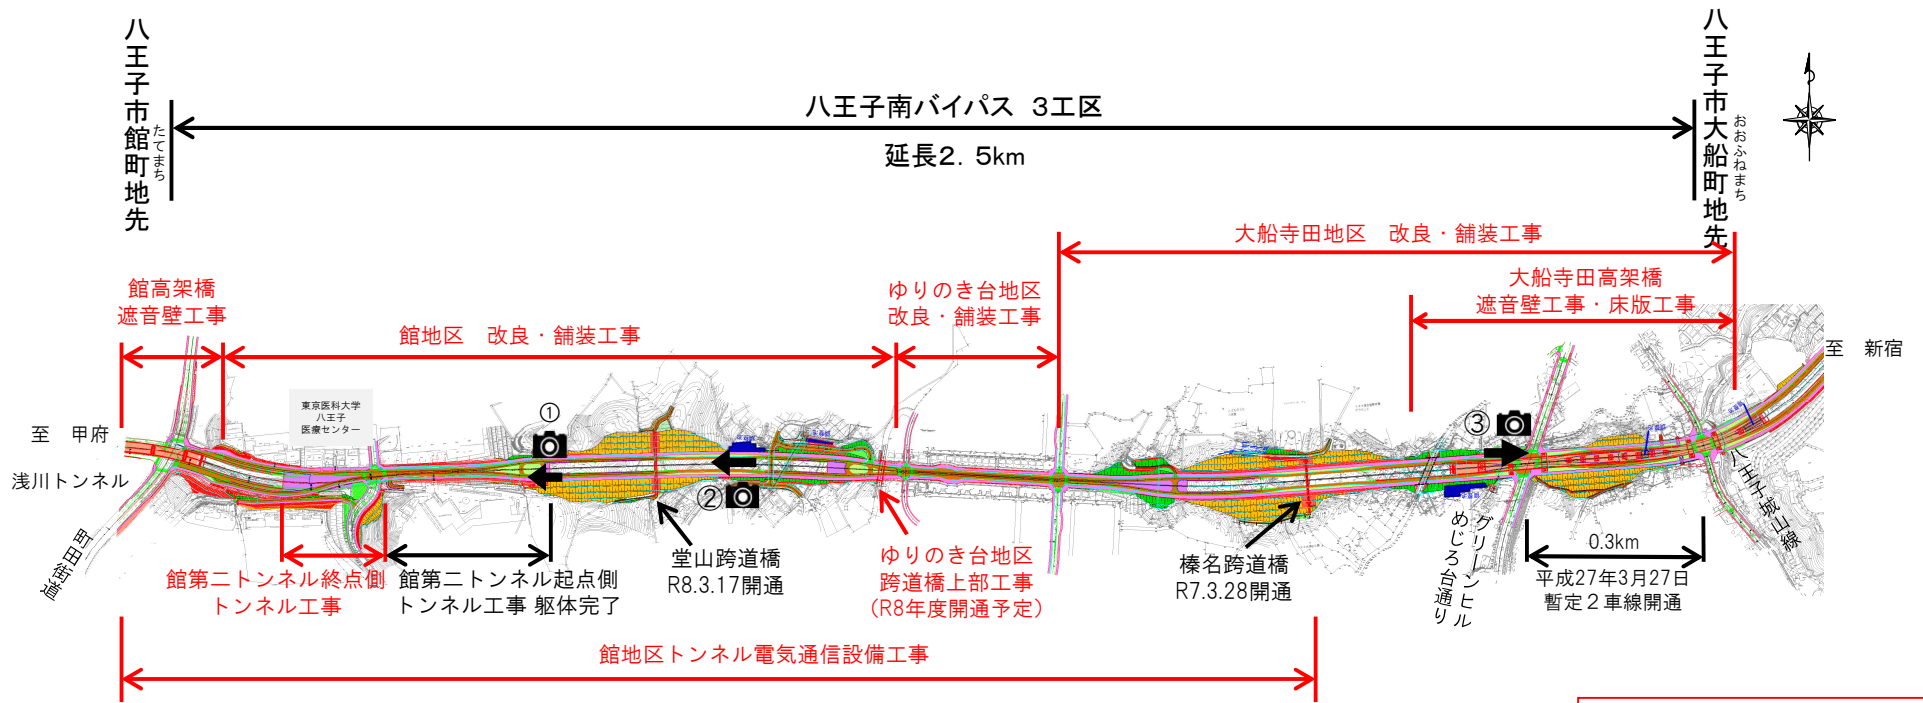 八王子市館町地先
たてまち
八王子南バイパス 3工区
延長2.5km
八王子市大船町地先
おおふねまち
大船寺田地区 改良・舗装工事
館高架橋
遮音壁工事
館地区 改良・舗装工事
ゆりのき台地区
改良・舗装工事
大船寺田高架橋
遮音壁工事・床版工事
至 新宿
東京医科大学
八王子
医療センター
①
③
至 甲府
浅川トンネル
②
町田街道
館第二トンネル終点側
トンネル工事
館第二トンネル起点側
トンネル工事 躯体完了
堂山跨道橋
R8.3.17開通
ゆりのき台地区
跨道橋上部工事
(R8年度開通予定)
榛名跨道橋
R7.3.28開通
グリーンヒル
めじろ台通り
0.3km
平成27年3月27日
暫定2車線開通
八王子城山線
館地区トンネル電気通信設備工事